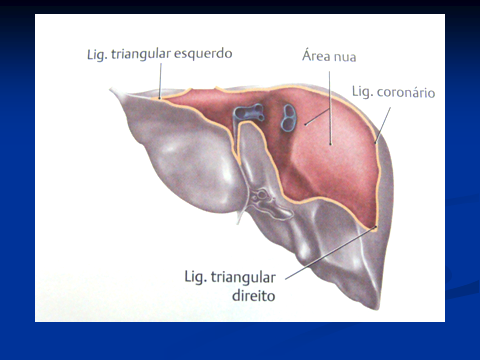 Lig. triangular esquerdo
Área nua
Lig. coronário
Lig. triangular
direito